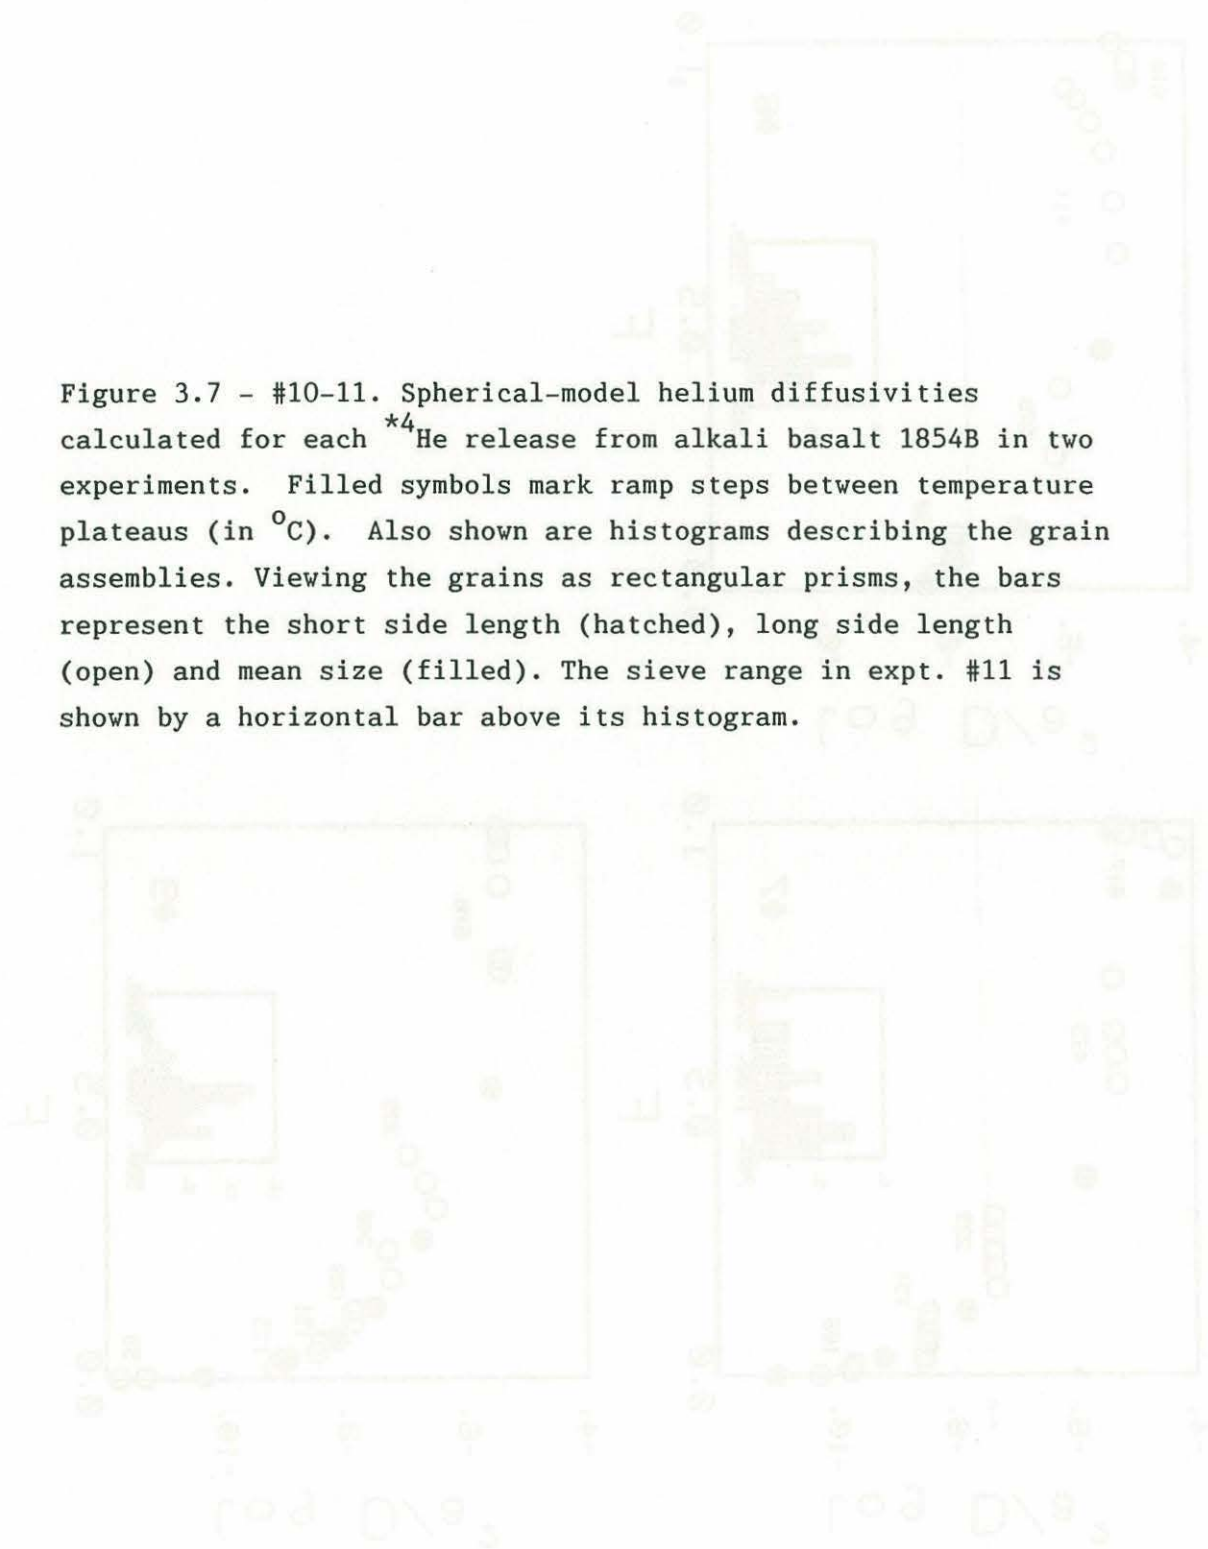 Figure 3.7 - #10-11. Spherical-model helium diffusivities
calculated for each *4He release from alkali basalt 1854B in two
experiments. Filled symbols mark ramp steps between temperature
plateaus (in oC). Also shown are histograms describing the grain
assemblies. Viewing the grains as rectangular prisms, the bars
represent the short side length (hatched), long side length
(open) and mean size (filled). The sieve range in expt. #11 is
shown by a horizontal bar above its histogram.